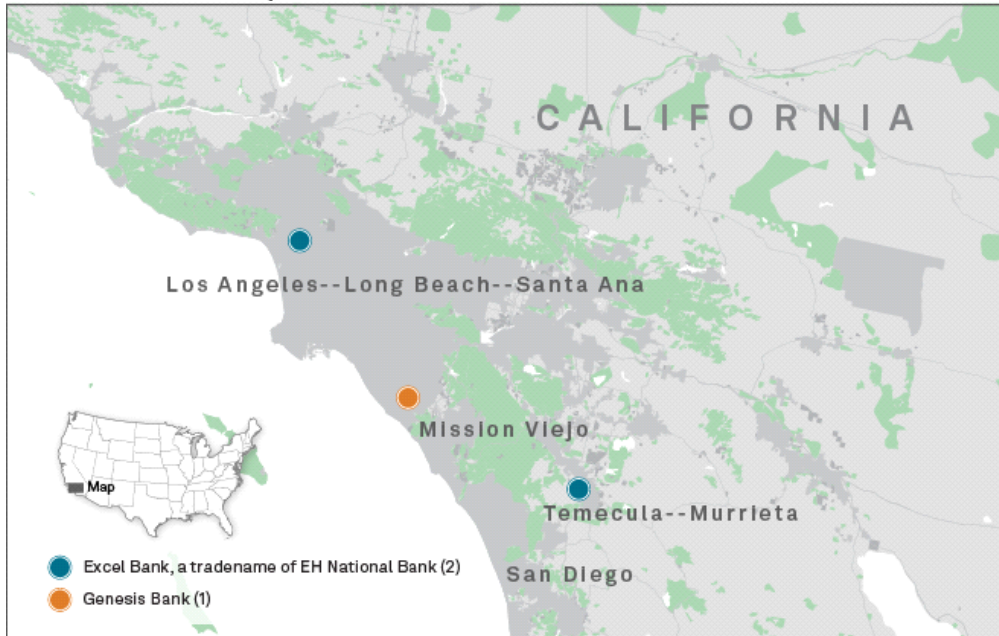 CALIFORNIA
Los Angeles--Long Beach--Santa Ana
Mission Viejo
Map
Temecula--Murrieta
Excel Bank, a tradename of EH National Bank (2)
San Diego
Genesis Bank (1)